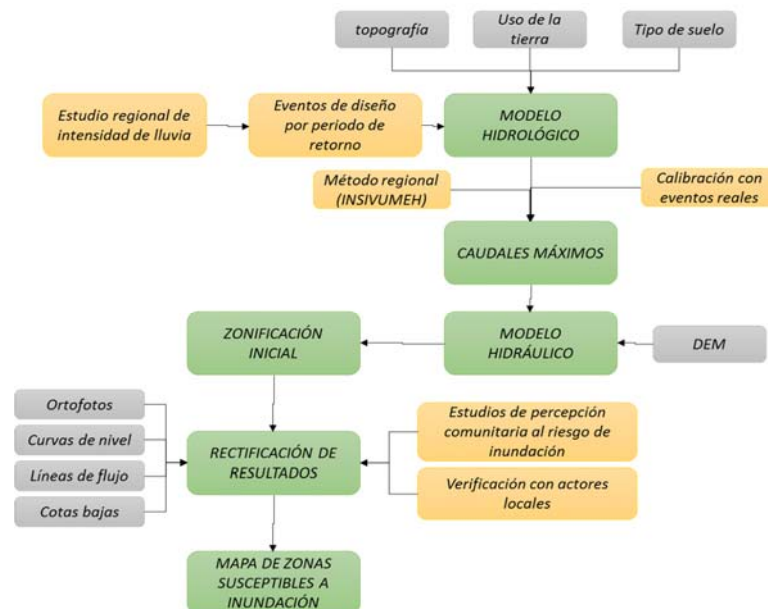 topografía
Uso de la
tierra
Tipo de suelo
Estudio regional de
intensidad de lluvia
Eventos de diseño
por periodo de
retorno
MODELO
HIDROLÓGICO
Método regional
(INSIVUMEH)
Calibración con
eventos reales
CAUDALES MÁXIMOS
ZONIFICACIÓN
INICIAL
MODELO
HIDRÁULICO
DEM
Ortofotos
Curvas de nivel
Líneas de flujo
Cotas bajas
RECTIFICACIÓN DE
RESULTADOS
Estudios de percepción
comunitaria al riesgo de
inundación
Verificación con actores
locales
MAPA DE ZONAS
SUSCEPTIBLES A
INUNDACIÓN